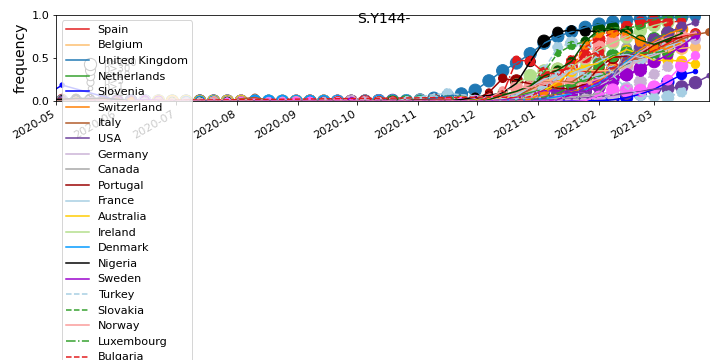 S.Y144-
frequency
1.0
0.5
0.0
2020-05
2020-06
2020-07
2020-08
2020-09
2020-10
2020-11
2020-12
2021-01
2021-02
2021-03
Spain
Belgium
United Kingdom
Netherlands
Slovenia
Switzerland
Italy
USA
Germany
Canada
Portugal
France
Australia
Ireland
Denmark
Nigeria
Sweden
Turkey
Slovakia
Norway
Luxembourg
Bulgaria